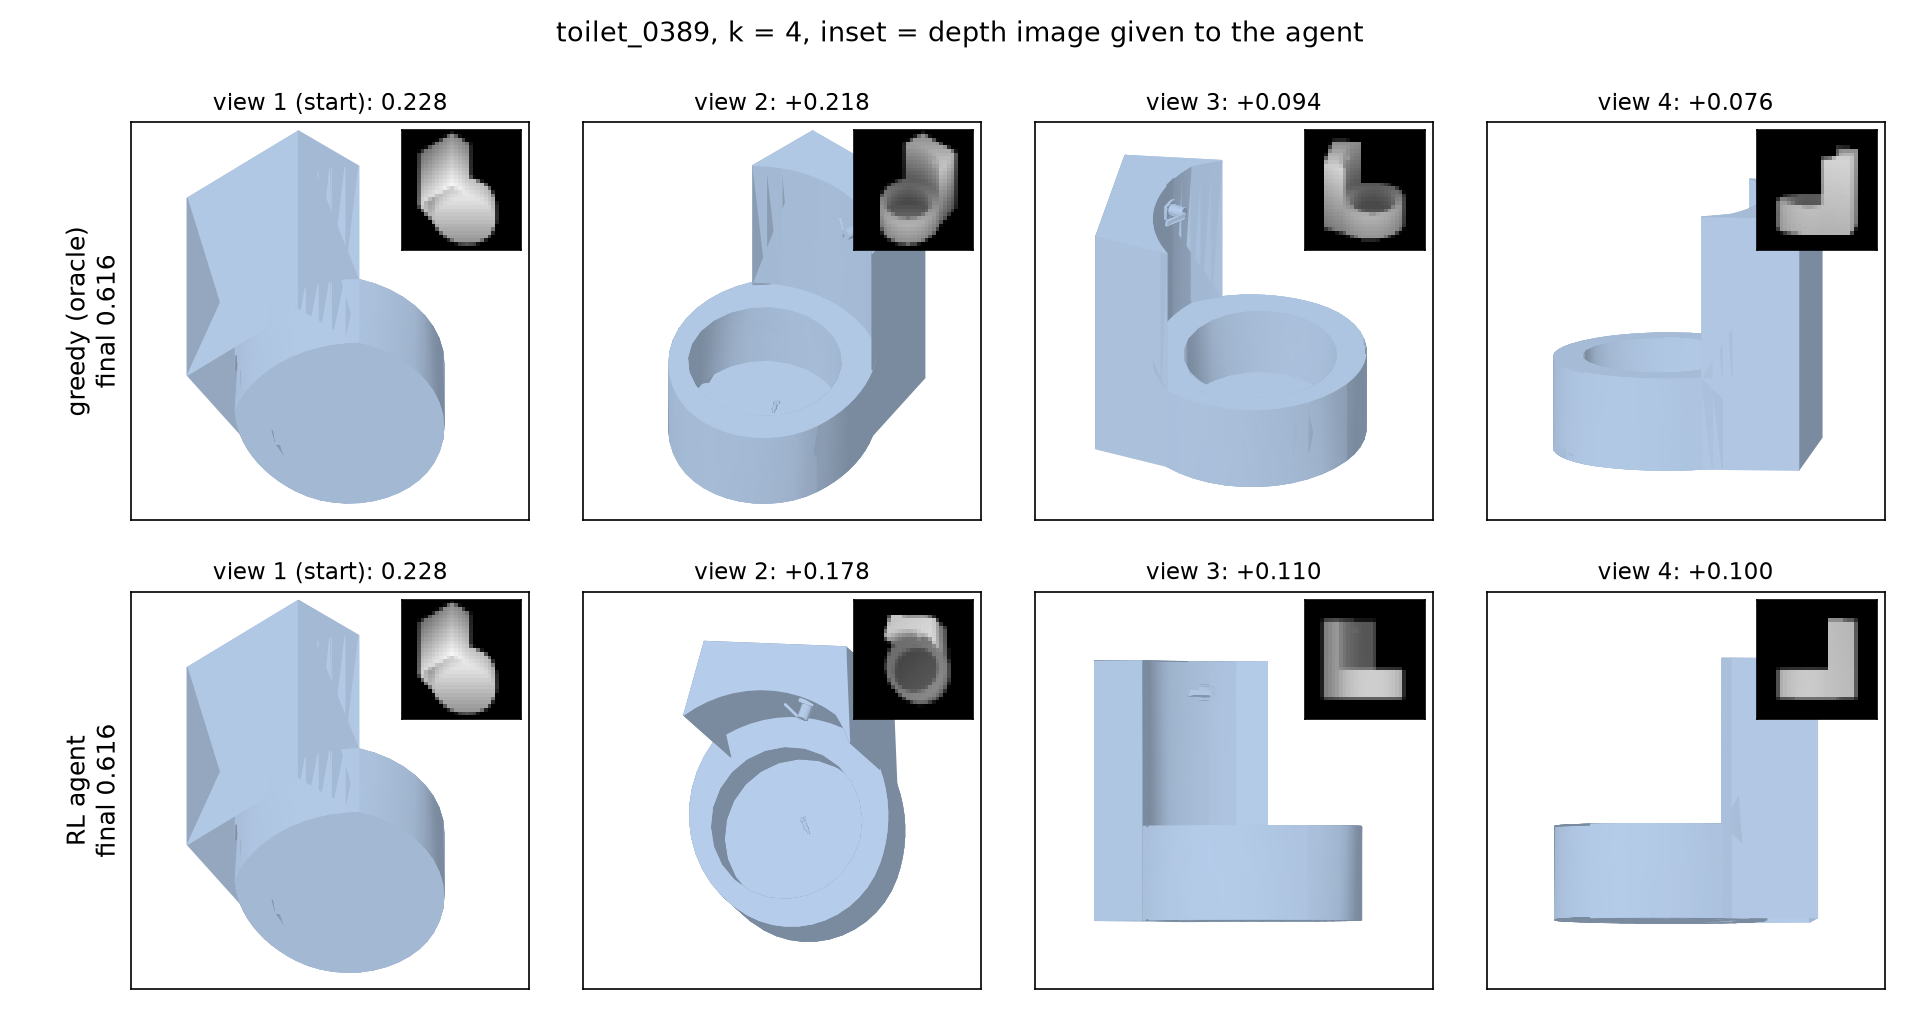 toilet_0389, k = 4, inset = depth image given to the agent
view 1 (start): 0.228
view 2: +0.218
view 3: +0.094
view 4: +0.076
greedy (oracle)
final 0.616
view 1 (start): 0.228
view 2: +0.178
view 3: +0.110
view 4: +0.100
RL agent
final 0.616